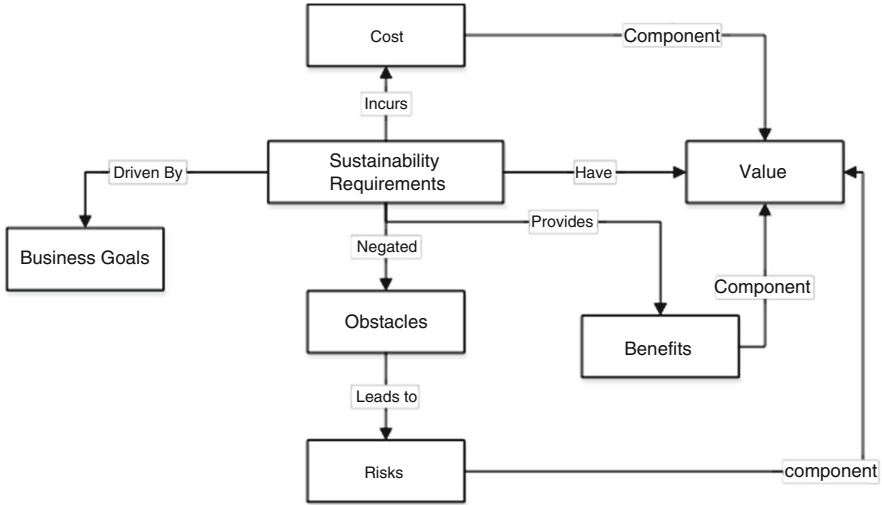 Cost
Component
Incurs
Sustainability
Requirements
Driven By
Have
Value
Provides
Negated
Business Goals
Component
Obstacles
Benefits
Leads to
Risks
component